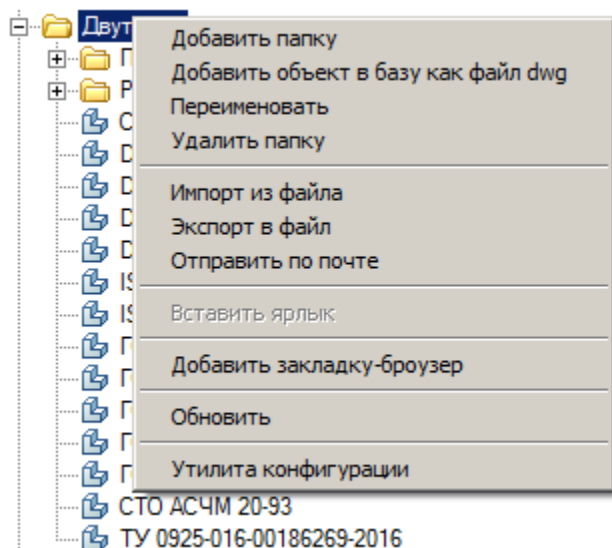 Добавить папку
Добавить объект в базу как файл dwg
Переименовать
Удалить папку
Импорт из файла
Экспорт в файл
Отправить по почте
Вставить ярлык
Добавить закладку-броузер
Обновить
Утилита конфигурации
СТО АСЧМ 20-93
ТУ 0925-016-00186269-2016